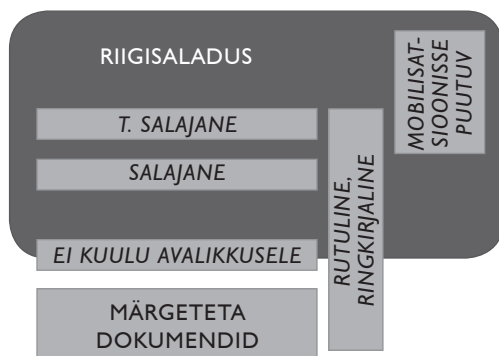 RIIGISALADUS
T. SALAJANE
SALAJANE
EI KUULU AVALIKKUSELE
MÄRGETETA
DOKUMENDID
RUTULINE,
RINGKIRJALINE
MOBILISAT-
SIOONISSE
PUUTUV